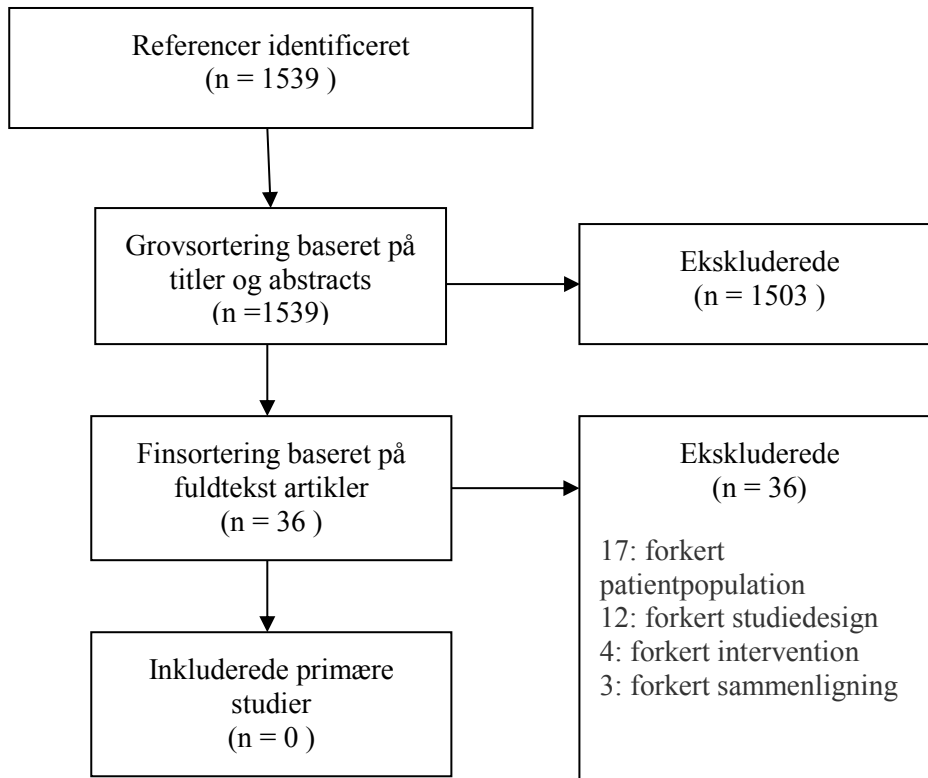 Referencer identificeret
(n = 1539 )
Grovsortering baseret på
titler og abstracts
(n =1539)
Ekskluderede
(n = 1503 )
Finsortering baseret på
fuldtekst artikler
(n = 36 )
Ekskluderede
(n = 36)
17: forkert
patientpopulation
12: forkert studiedesign
4: forkert intervention
3: forkert sammenligning
Inkluderede primære
studier
(n = 0 )